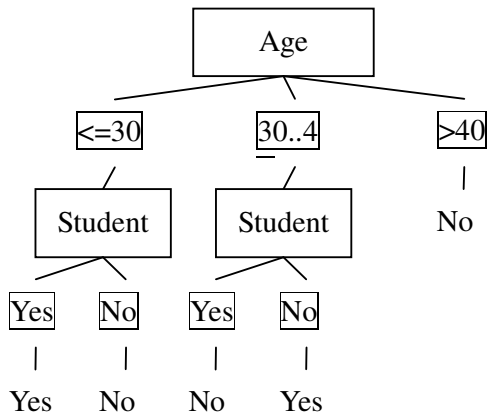 Age
<=30 30..4 >40
Student Student No
Yes No Yes No
Yes No No Yes